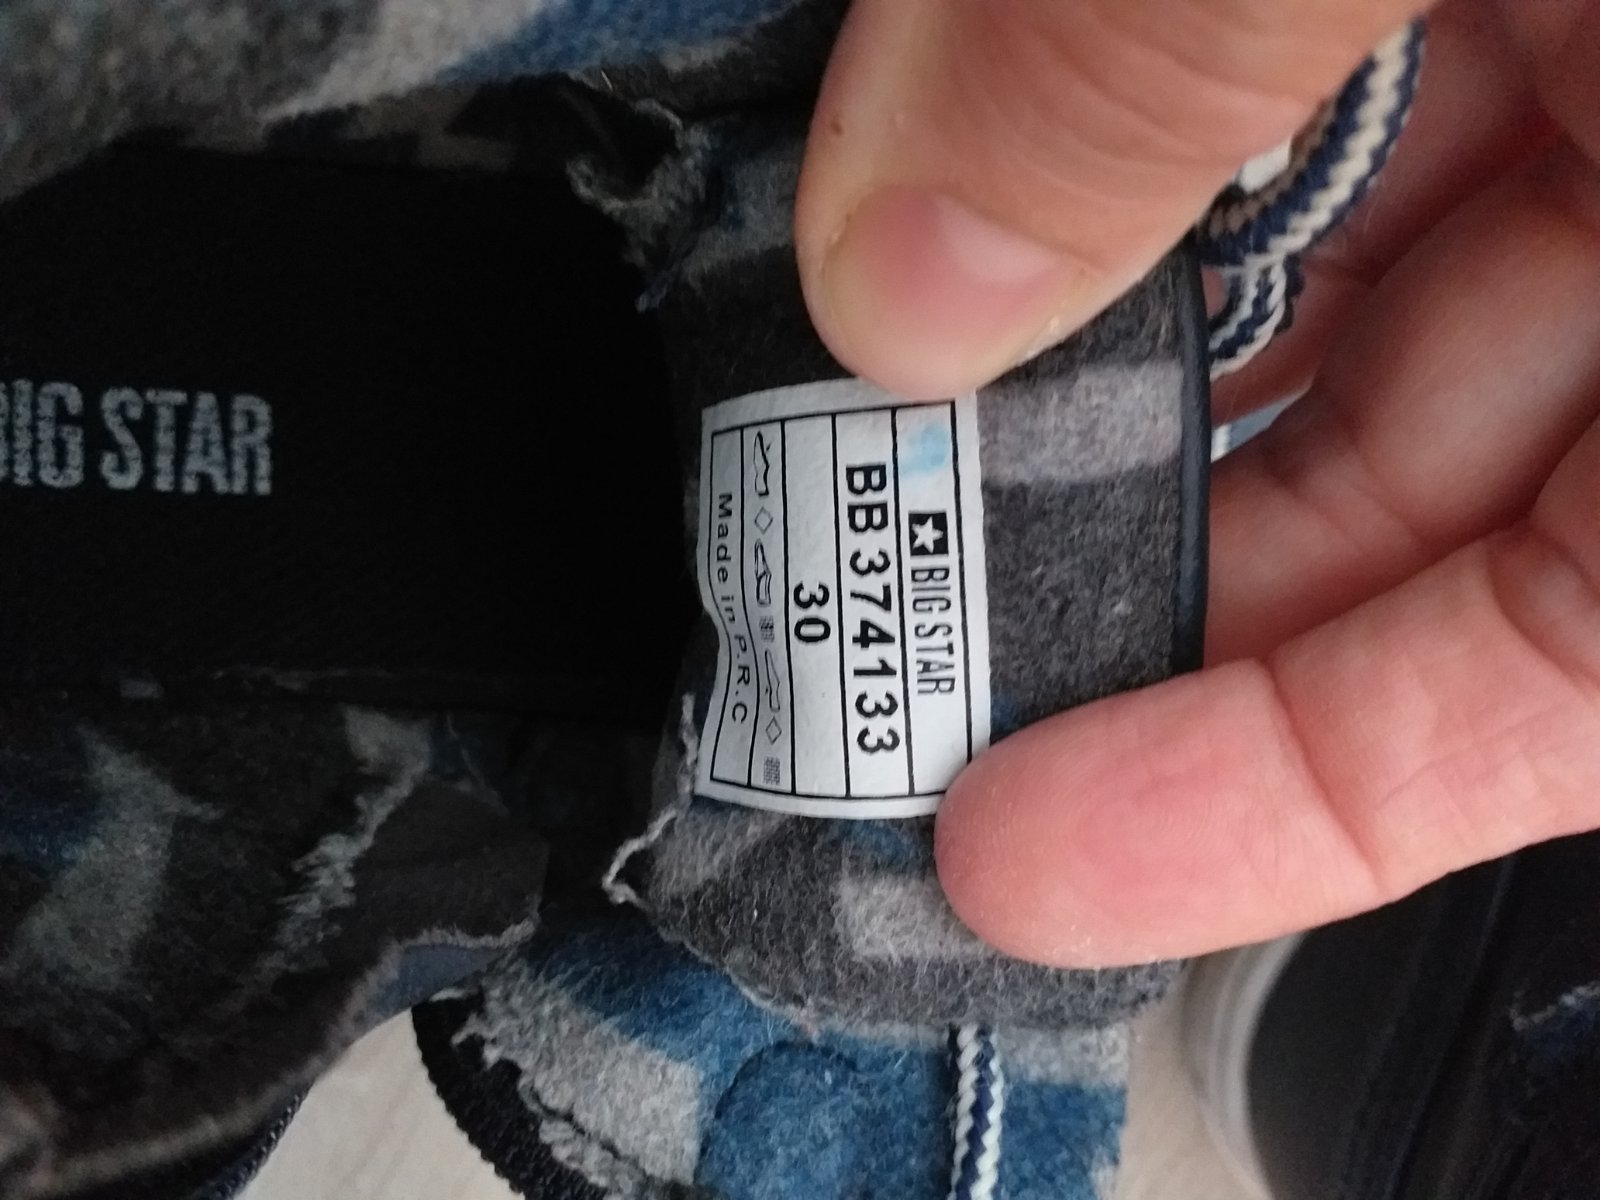 BIG STAR
BIG STAR
BB374133
30
Made in P.R.C